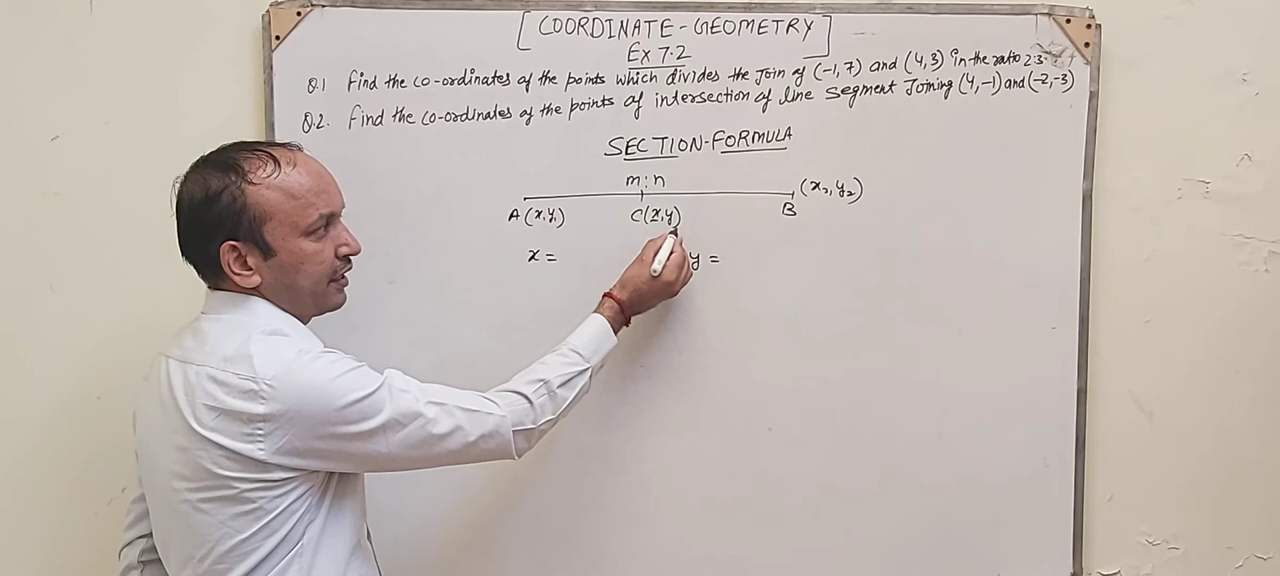 [COORDINATE-GEOMETRY]
Ex 7.2
Q.1 Find the co-ordinates of the points which divides the Join of (-1, 7) and (4, 3) in the ratio 2:3.
Q.2. Find the co-ordinates of the points of intersection of line Segment Joining (4, -1) and (-2, -3)
SECTION-FORMULA
m:n
(x₂, y₂)
A (x, y₁) C(x, y) B
x = y =